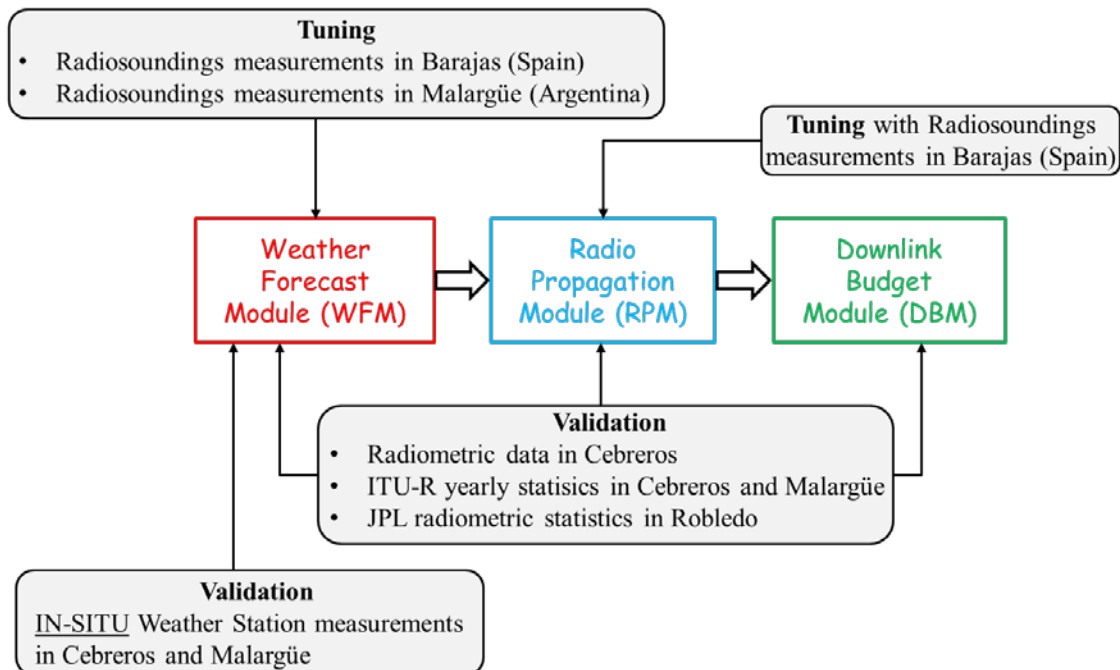 Tuning
• Radiosoundings measurements in Barajas (Spain)
• Radiosoundings measurements in Malargüe (Argentina)
Tuning with Radiosoundings
measurements in Barajas (Spain)
Weather
Forecast
Module (WFM)
Radio
Propagation
Module (RPM)
Downlink
Budget
Module (DBM)
Validation
• Radiometric data in Cebreros
• ITU-R yearly statisics in Cebreros and Malargüe
• JPL radiometric statistics in Robledo
Validation
IN-SITU Weather Station measurements
in Cebreros and Malargüe